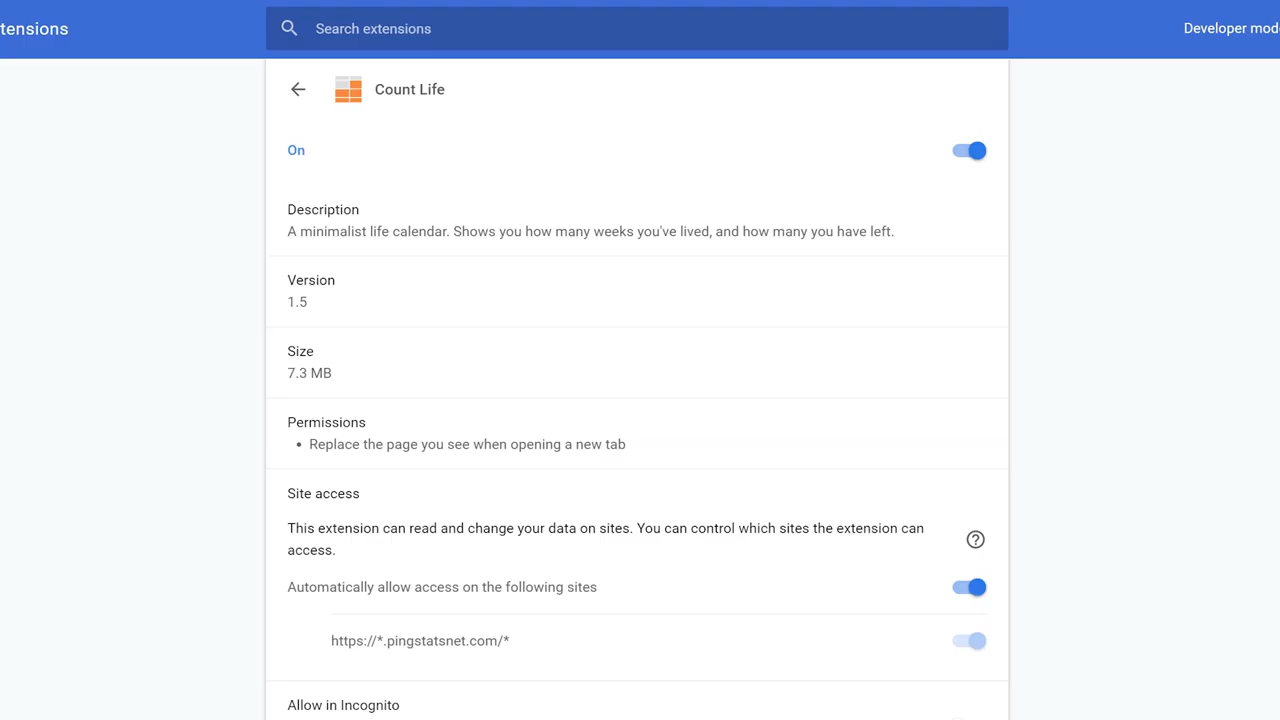 tensions
Search extensions
Developer mod
Count Life
On
Description
A minimalist life calendar. Shows you how many weeks you've lived, and how many you have left.
Version
1.5
Size
7.3 MB
Permissions
• Replace the page you see when opening a new tab
Site access
This extension can read and change your data on sites. You can control which sites the extension can
access.
Automatically allow access on the following sites
https://*.pingstatsnet.com/*
Allow in Incognito